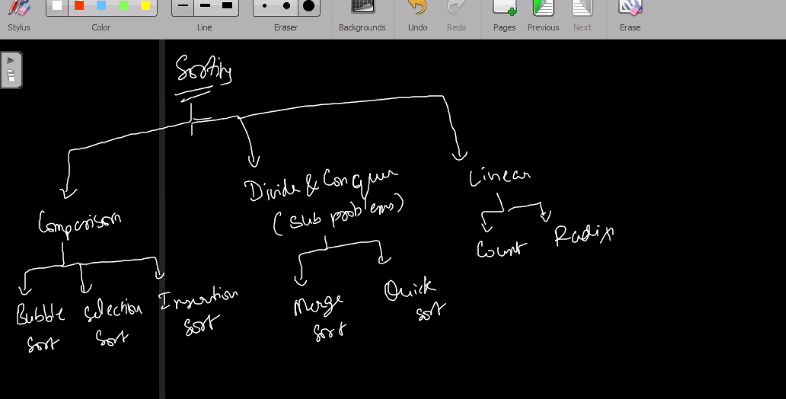 Stylus
Color
Line
Eraser
Backgrounds
Undo
Redo
Pages
Previous
Next
Erase
Sorting
Comparison
Bubble
Sort
Selection
Sort
Insertion
Sort
Divide & Conquer
(sub problems)
Merge
Sort
Quick
Sort
Linear
Count
Radix